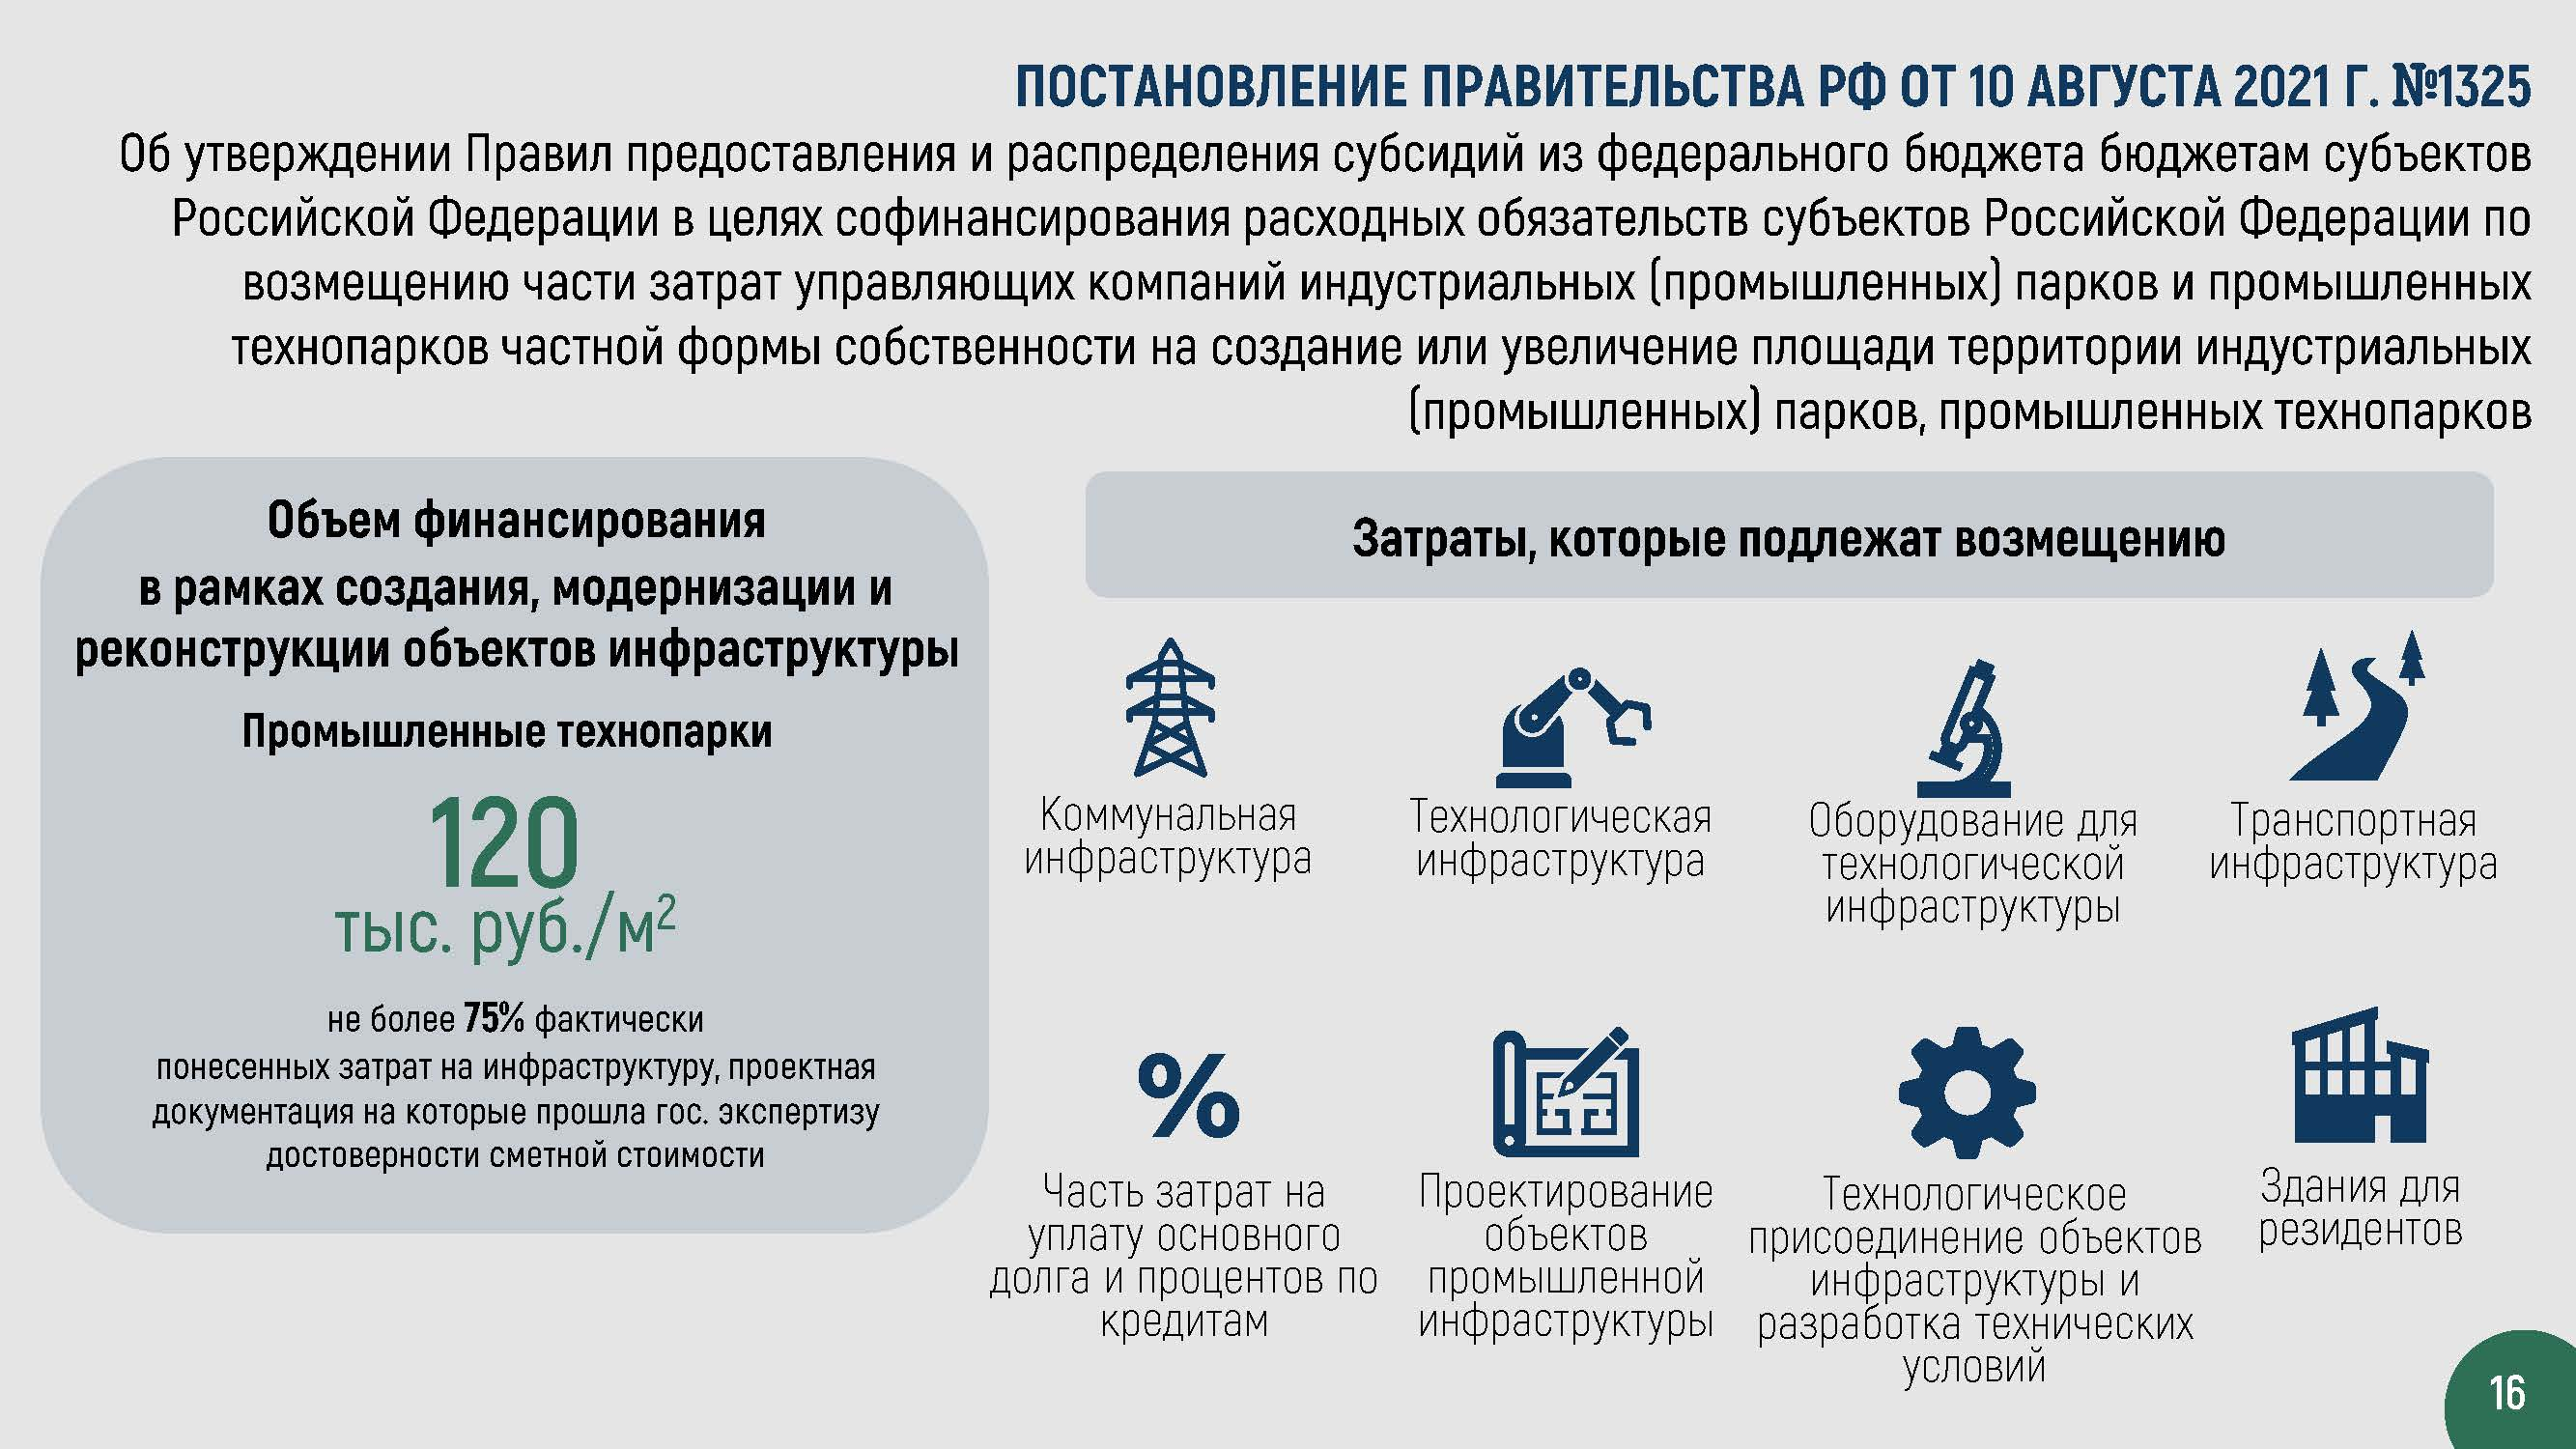 ПОСТАНОВЛЕНИЕ ПРАВИТЕЛЬСТВА РФ ОТ 10 АВГУСТА 2021 Г. №1325
Об утверждении Правил предоставления и распределения субсидий из федерального бюджета бюджетам субъектов
Российской Федерации в целях софинансирования расходных обязательств субъектов Российской Федерации по
возмещению части затрат управляющих компаний индустриальных (промышленных) парков и промышленных
технопарков частной формы собственности на создание или увеличение площади территории индустриальных
(промышленных) парков, промышленных технопарков
Объем финансирования
в рамках создания, модернизации и
реконструкции объектов инфраструктуры
Промышленные технопарки
120
тыс. руб./м²
не более 75% фактически
понесенных затрат на инфраструктуру, проектная
документация на которые прошла гос. экспертизу
достоверности сметной стоимости
Затраты, которые подлежат возмещению
Коммунальная
инфраструктура
Технологическая
инфраструктура
Оборудование для
технологической
инфраструктуры
Транспортная
инфраструктура
%
Часть затрат на
уплату основного
долга и процентов по
кредитам
Проектирование
объектов
промышленной
инфраструктуры
Технологическое
присоединение объектов
инфраструктуры и
разработка технических
условий
Здания для
резидентов
16